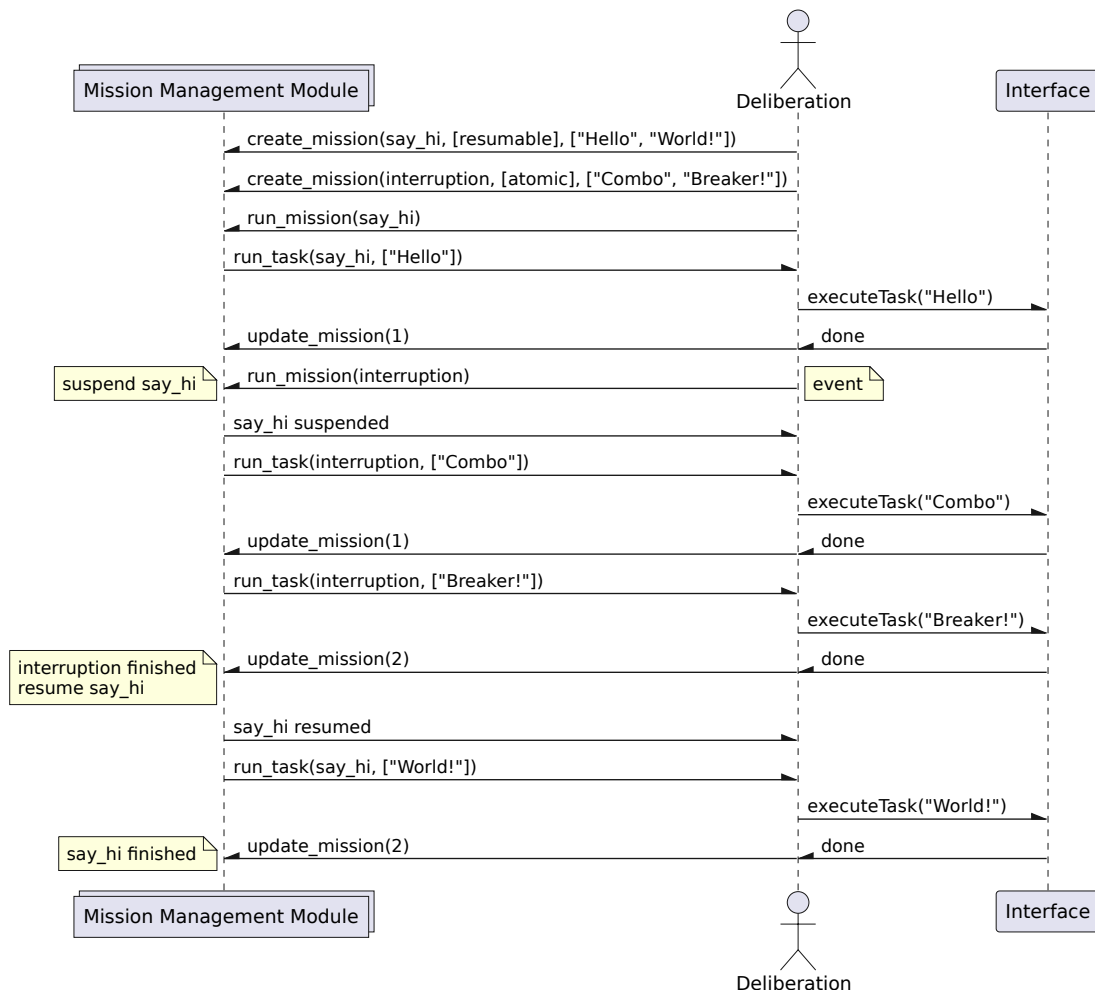 Mission Management Module
Deliberation
Interface
create_mission(say_hi, [resumable], ["Hello", "World!"])
create_mission(interruption, [atomic], ["Combo", "Breaker!"])
run_mission(say_hi)
run_task(say_hi, ["Hello"])
executeTask("Hello")
update_mission(1)
done
suspend say_hi
run_mission(interruption)
event
say_hi suspended
run_task(interruption, ["Combo"])
executeTask("Combo")
update_mission(1)
done
run_task(interruption, ["Breaker!"])
executeTask("Breaker!")
interruption finished
resume say_hi
update_mission(2)
done
say_hi resumed
run_task(say_hi, ["World!"])
executeTask("World!")
say_hi finished
update_mission(2)
done
Mission Management Module
Deliberation
Interface